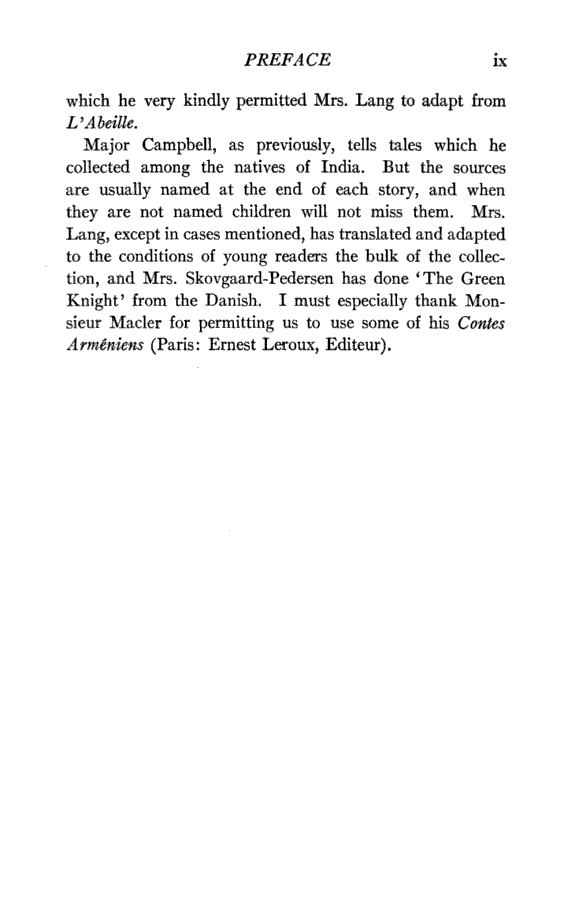 PREFACE ix
which he very kindly permitted Mrs. Lang to adapt from
L'Abeille.
Major Campbell, as previously, tells tales which he
collected among the natives of India. But the sources
are usually named at the end of each story, and when
they are not named children will not miss them. Mrs.
Lang, except in cases mentioned, has translated and adapted
to the conditions of young readers the bulk of the collec-
tion, and Mrs. Skovgaard-Pedersen has done ‘The Green
Knight’ from the Danish. I must especially thank Mon-
sieur Macler for permitting us to use some of his Contes
Arméniens (Paris: Ernest Leroux, Editeur).